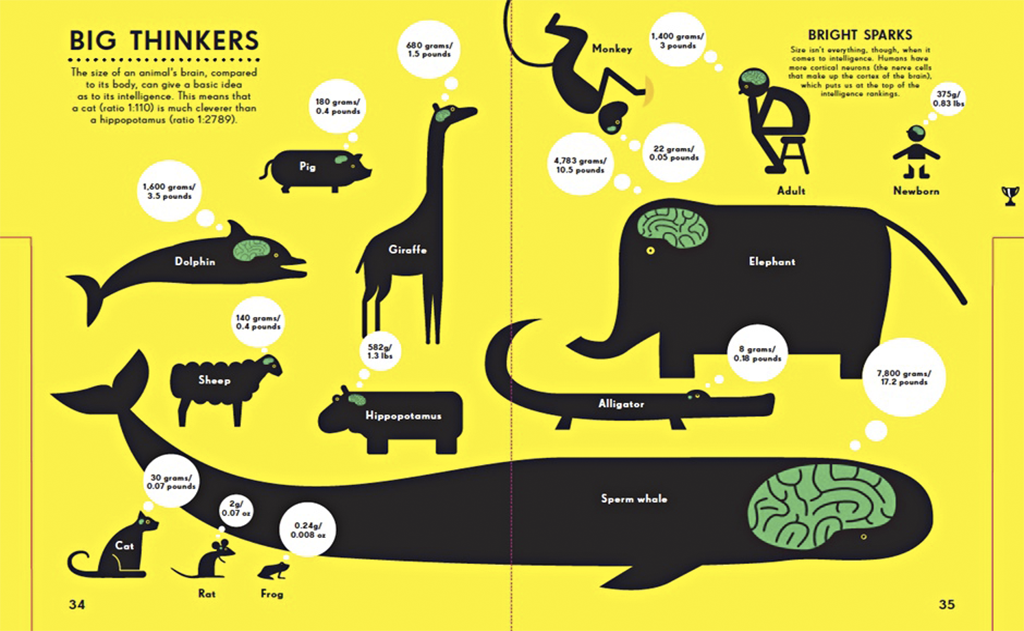 BIG THINKERS
The size of an animal's brain, compared
to its body, can give a basic idea
as to its intelligence. This means that
a cat (ratio 1:110) is much cleverer than
a hippopotamus (ratio 1:2789).
680 grams/
1.5 pounds
180 grams/
0.4 pounds
Pig
1,600 grams/
3.5 pounds
Dolphin
Giraffe
140 grams/
0.4 pounds
Sheep
582g/
1.3 lbs
Hippopotamus
30 grams/
0.07 pounds
Cat
2g/
0.07 oz
Rat
0.24g/
0.008 oz
Frog
34
Monkey
1,400 grams/
3 pounds
BRIGHT SPARKS
Size isn't everything, though, when it
comes to intelligence. Humans have
more cortical neurons (the nerve cells
that make up the cortex of the brain),
which puts us at the top of the
intelligence rankings.
375g/
0.83 lbs
4,783 grams/
10.5 pounds
22 grams/
0.05 pounds
Adult
Newborn
Elephant
8 grams/
0.18 pounds
Alligator
7,800 grams/
17.2 pounds
Sperm whale
35